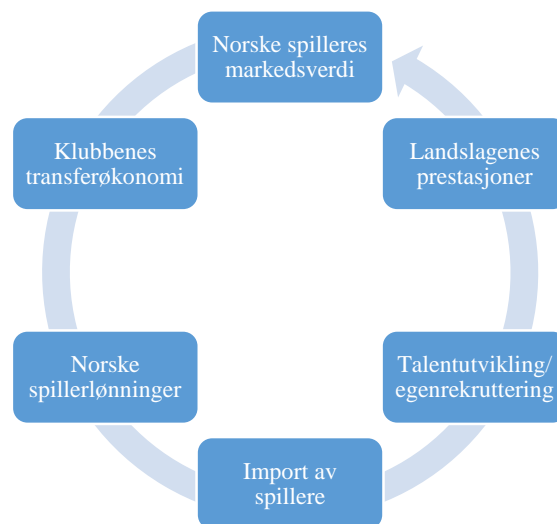 Norske spilleres
markedsverdi
Klubbenes
transferøkonomi
Landslagenes
prestasjoner
Norske
spillerlønninger
Talentutvikling/
egenrekruttering
Import av
spillere